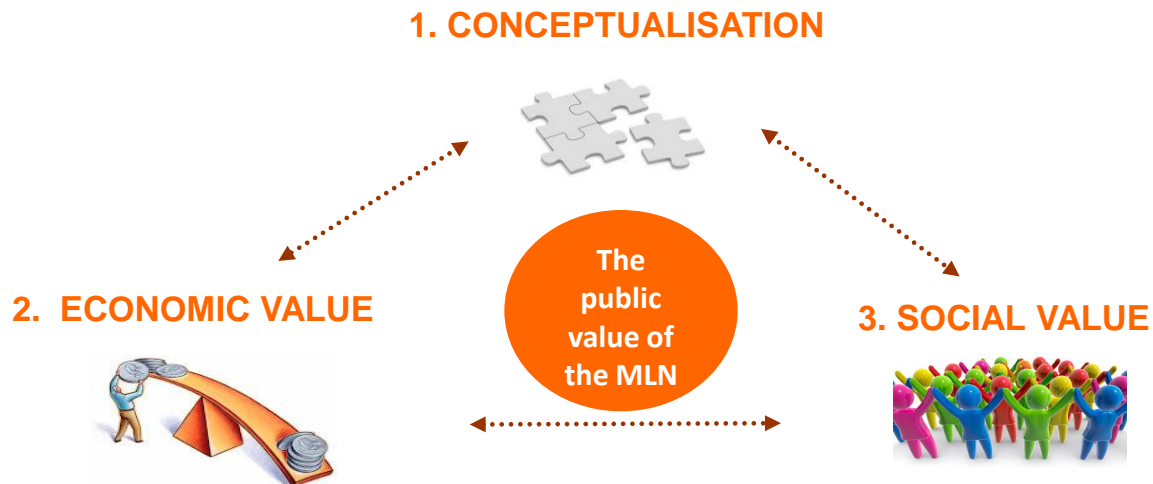 1. CONCEPTUALISATION
The
public
value of
the MLN
2. ECONOMIC VALUE
3. SOCIAL VALUE